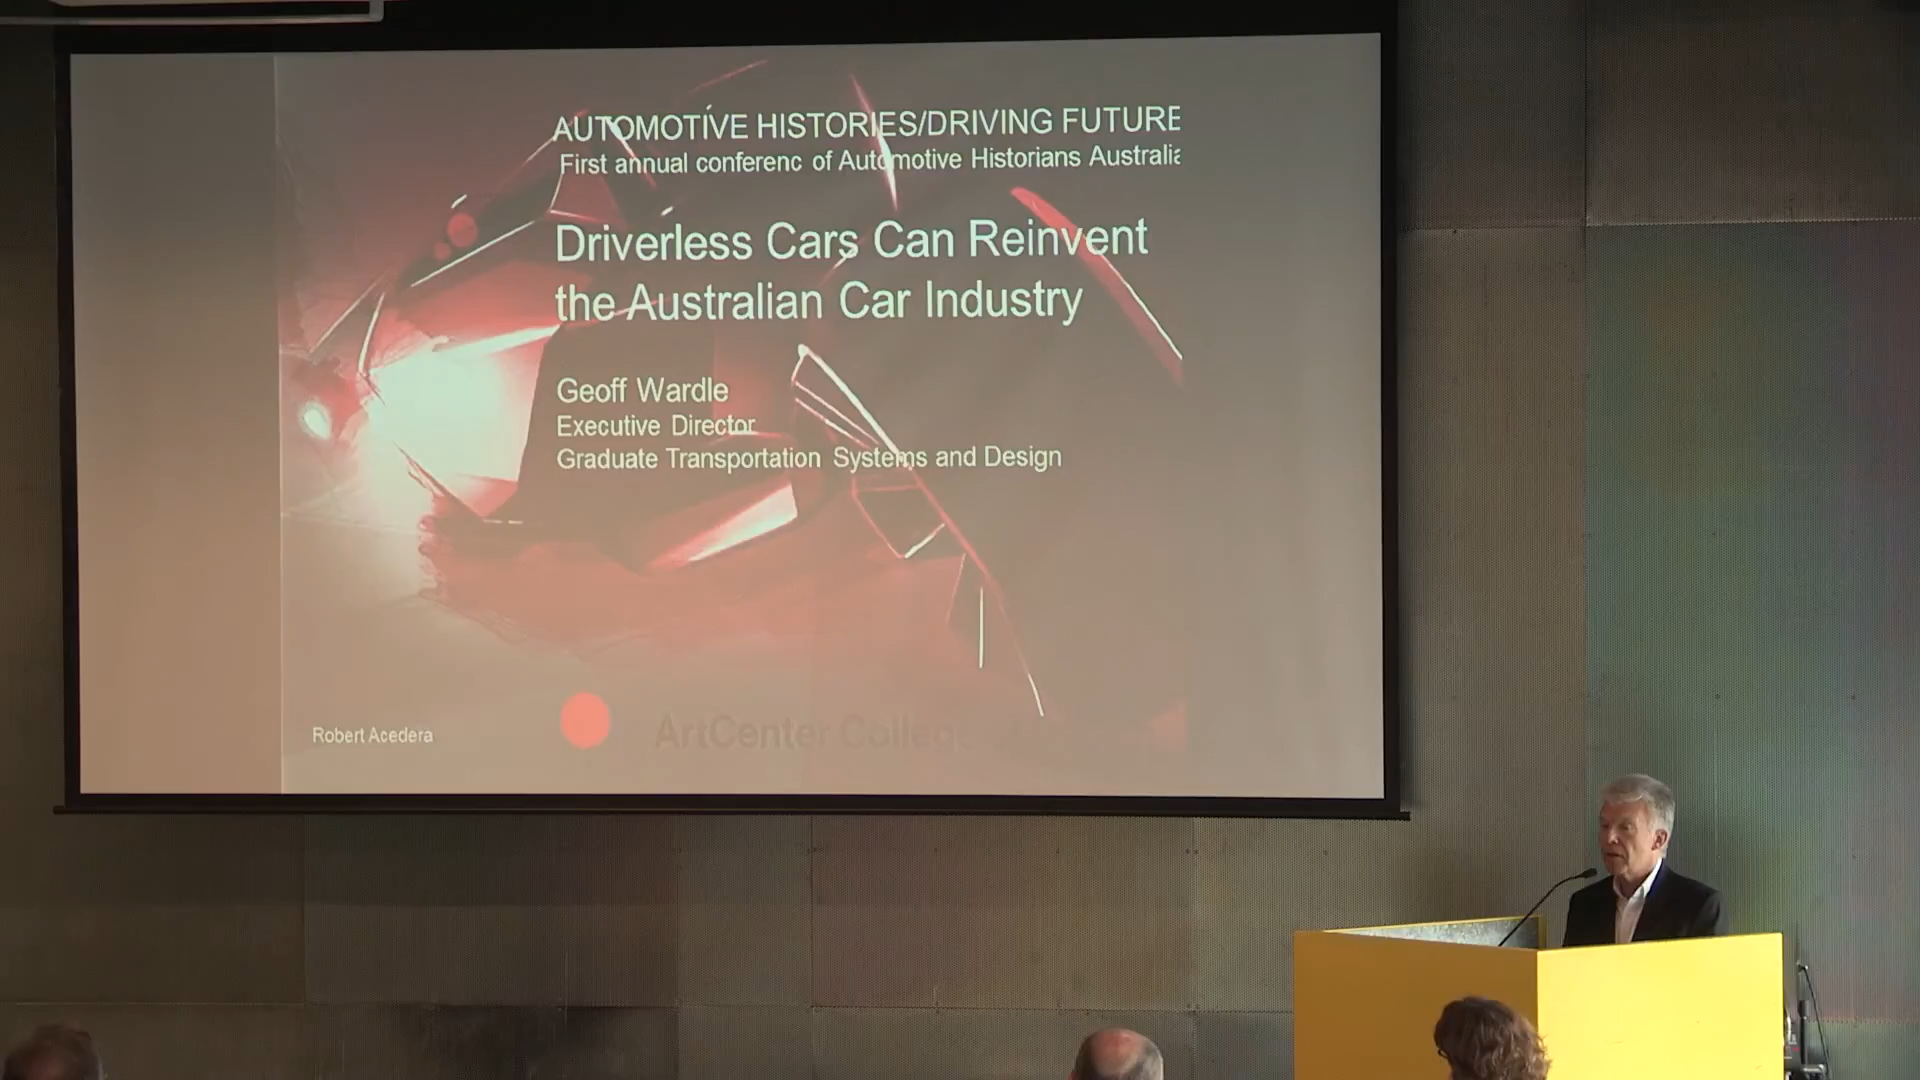 AUTOMOTIVE HISTORIES/DRIVING FUTURE
First annual conferenc of Automotive Historians Australia
Driverless Cars Can Reinvent
the Australian Car Industry
Geoff Wardle
Executive Director
Graduate Transportation Systems and Design
Robert Acedera
ArtCenter College